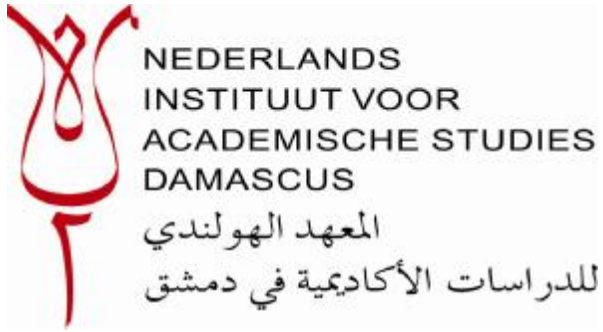 NEDERLANDS
INSTITUUT VOOR
ACADEMISCHE STUDIES
DAMASCUS
المعهد الهولندي
للدراسات الأكاديمية في دمشق